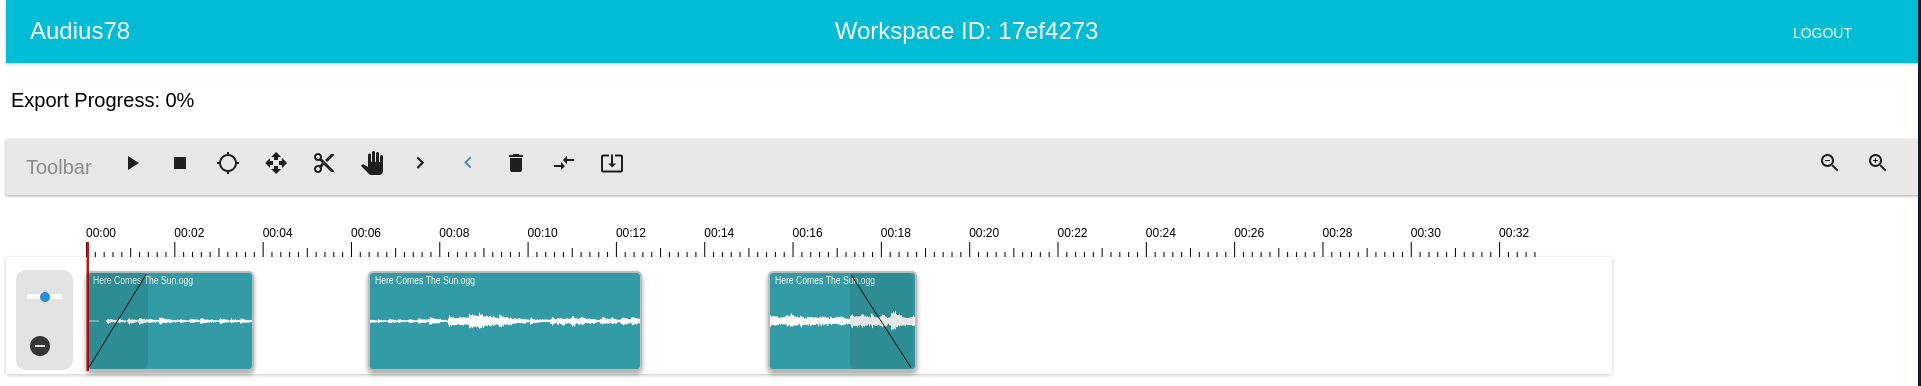 Audius78
Workspace ID: 17ef4273
LOGOUT
Export Progress: 0%
Toolbar
00:00 00:02 00:04 00:06 00:08 00:10 00:12 00:14 00:16 00:18 00:20 00:22 00:24 00:26 00:28 00:30 00:32
Here Comes The Sun.ogg
Here Comes The Sun.ogg
Here Comes The Sun.ogg